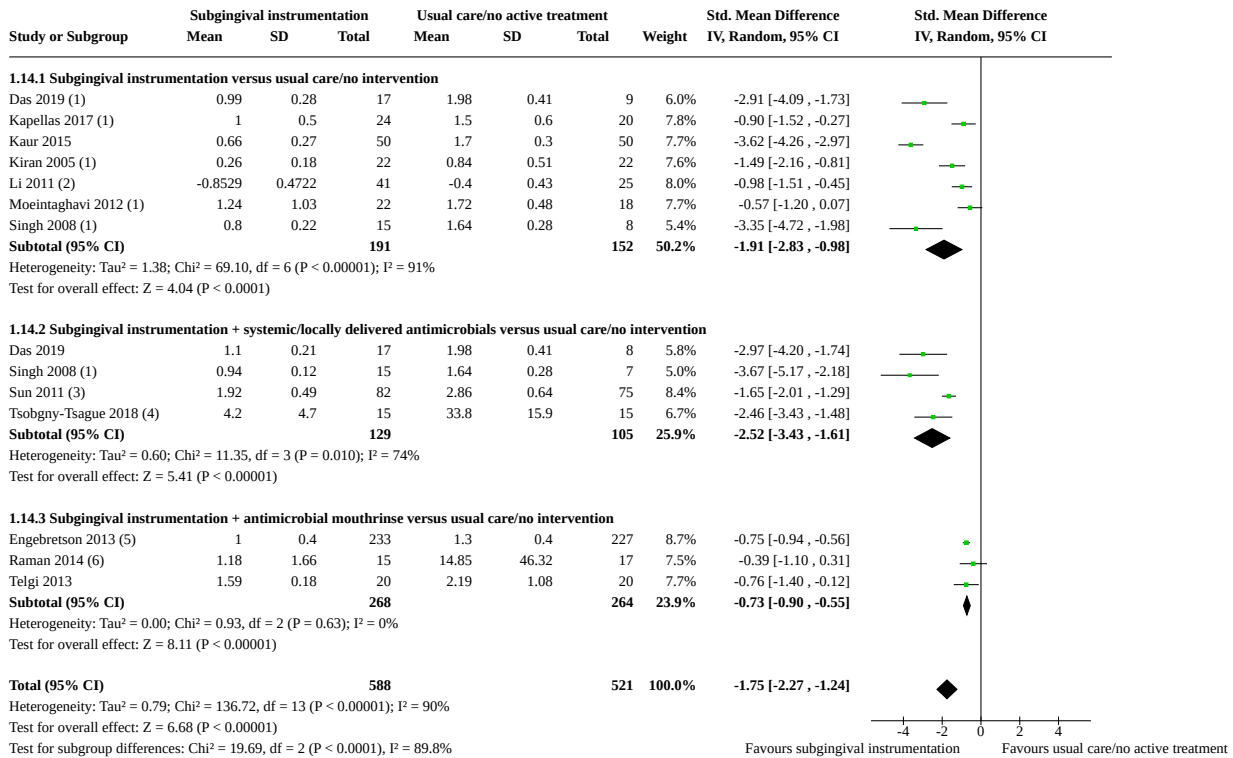 Subgingival instrumentation Usual care/no active treatment Std. Mean Difference Std. Mean Difference
Study or Subgroup Mean SD Total Mean SD Total Weight IV, Random, 95% CI IV, Random, 95% CI
1.14.1 Subgingival instrumentation versus usual care/no intervention
Das 2019 (1) 0.99 0.28 17 1.98 0.41 9 6.0% -2.91 [-4.09 , -1.73]
Kapellas 2017 (1) 1 0.5 24 1.5 0.6 20 7.8% -0.90 [-1.52 , -0.27]
Kaur 2015 0.66 0.27 50 1.7 0.3 50 7.7% -3.62 [-4.26 , -2.97]
Kiran 2005 (1) 0.26 0.18 22 0.84 0.51 22 7.6% -1.49 [-2.16 , -0.81]
Li 2011 (2) -0.8529 0.4722 41 -0.4 0.43 25 8.0% -0.98 [-1.51 , -0.45]
Moeintaghavi 2012 (1) 1.24 1.03 22 1.72 0.48 18 7.7% -0.57 [-1.20 , 0.07]
Singh 2008 (1) 0.8 0.22 15 1.64 0.28 8 5.4% -3.35 [-4.72 , -1.98]
Subtotal (95% CI) 191 152 50.2% -1.91 [-2.83 , -0.98]
Heterogeneity: Tau² = 1.38; Chi² = 69.10, df = 6 (P < 0.00001); I² = 91%
Test for overall effect: Z = 4.04 (P < 0.0001)
1.14.2 Subgingival instrumentation + systemic/locally delivered antimicrobials versus usual care/no intervention
Das 2019 1.1 0.21 17 1.98 0.41 8 5.8% -2.97 [-4.20 , -1.74]
Singh 2008 (1) 0.94 0.12 15 1.64 0.28 7 5.0% -3.67 [-5.17 , -2.18]
Sun 2011 (3) 1.92 0.49 82 2.86 0.64 75 8.4% -1.65 [-2.01 , -1.29]
Tsobgny-Tsague 2018 (4) 4.2 4.7 15 33.8 15.9 15 6.7% -2.46 [-3.43 , -1.48]
Subtotal (95% CI) 129 105 25.9% -2.52 [-3.43 , -1.61]
Heterogeneity: Tau² = 0.60; Chi² = 11.35, df = 3 (P = 0.010); I² = 74%
Test for overall effect: Z = 5.41 (P < 0.00001)
1.14.3 Subgingival instrumentation + antimicrobial mouthrinse versus usual care/no intervention
Engebretson 2013 (5) 1 0.4 233 1.3 0.4 227 8.7% -0.75 [-0.94 , -0.56]
Raman 2014 (6) 1.18 1.66 15 14.85 46.32 17 7.5% -0.39 [-1.10 , 0.31]
Telgi 2013 1.59 0.18 20 2.19 1.08 20 7.7% -0.76 [-1.40 , -0.12]
Subtotal (95% CI) 268 264 23.9% -0.73 [-0.90 , -0.55]
Heterogeneity: Tau² = 0.00; Chi² = 0.93, df = 2 (P = 0.63); I² = 0%
Test for overall effect: Z = 8.11 (P < 0.00001)
Total (95% CI) 588 521 100.0% -1.75 [-2.27 , -1.24]
Heterogeneity: Tau² = 0.79; Chi² = 136.72, df = 13 (P < 0.00001); I² = 90%
Test for overall effect: Z = 6.68 (P < 0.00001)
-4 -2 0 2 4
Test for subgroup differences: Chi² = 19.69, df = 2 (P < 0.0001), I² = 89.8% Favours subgingival instrumentation Favours usual care/no active treatment